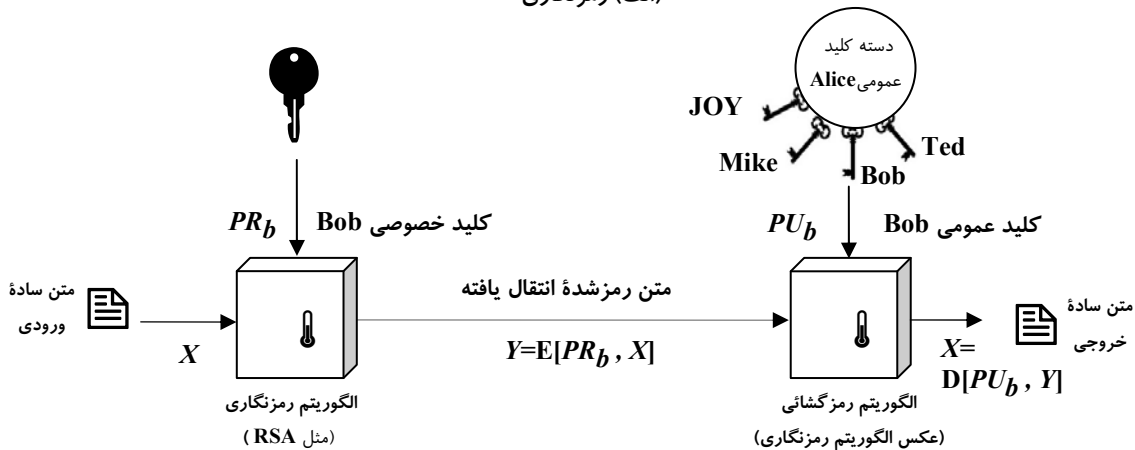 (الف) رمزنگاری
دسته کلید
عمومی Alice
JOY
Mike
Bob
Ted
PR_b
کلید خصوصی Bob
PU_b
کلید عمومی Bob
متن سادهٔ
ورودی
X
متن رمزشدهٔ انتقال یافته
Y=E[PR_b , X]
متن سادهٔ
خروجی
X=
D[PU_b , Y]
الگوریتم رمزنگاری
(مثل RSA )
الگوریتم رمزگشائی
(عکس الگوریتم رمزنگاری)